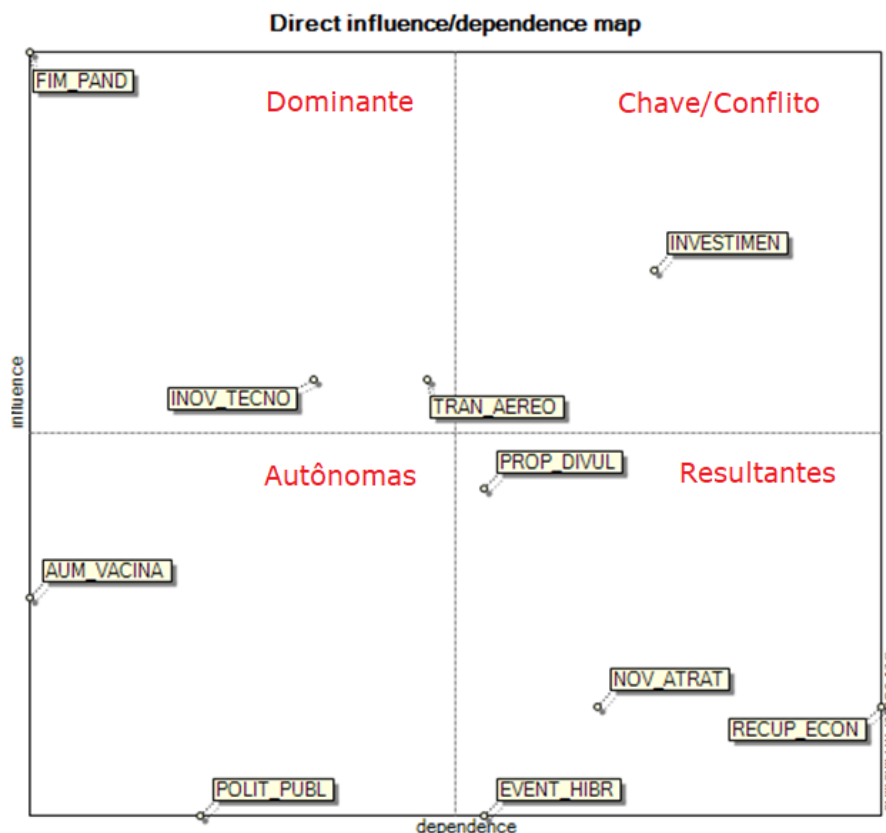 Direct influence/dependence map
FIM_PAND
Dominante
Chave/Conflito
INVESTIMEN
influence
INOV_TECNO
TRAN_AEREO
PROP_DIVUL
Autônomas
Resultantes
AUM_VACINA
NOV_ATRAT
RECUP_ECON
POLIT_PUBL
EVENT_HIBR
dependence